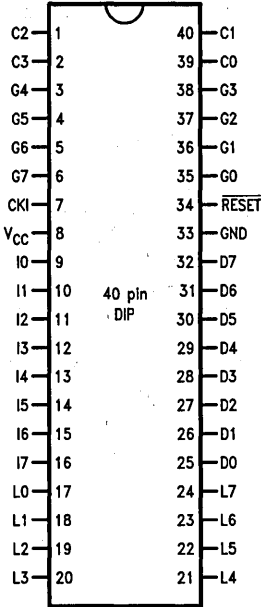 C2 1 40 C1
C3 2 39 C0
G4 3 38 G3
G5 4 37 G2
G6 5 36 G1
G7 6 35 G0
CKI 7 34 RESET
VCC 8 33 GND
I0 9 32 D7
I1 10 40 pin 31 D6
I2 11 DIP 30 D5
I3 12 29 D4
I4 13 28 D3
I5 14 27 D2
I6 15 26 D1
I7 16 25 D0
L0 17 24 L7
L1 18 23 L6
L2 19 22 L5
L3 20 21 L4